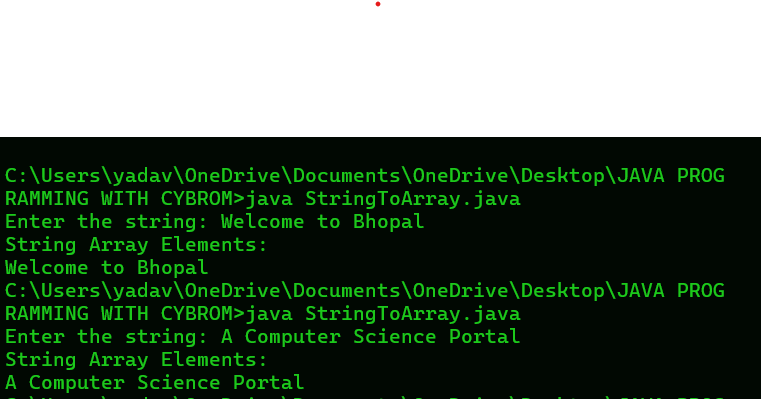 C:\Users\yadav\OneDrive\Documents\OneDrive\Desktop\JAVA PROG
RAMMING WITH CYBROM>java StringToArray.java
Enter the string: Welcome to Bhopal
String Array Elements:
Welcome to Bhopal
C:\Users\yadav\OneDrive\Documents\OneDrive\Desktop\JAVA PROG
RAMMING WITH CYBROM>java StringToArray.java
Enter the string: A Computer Science Portal
String Array Elements:
A Computer Science Portal